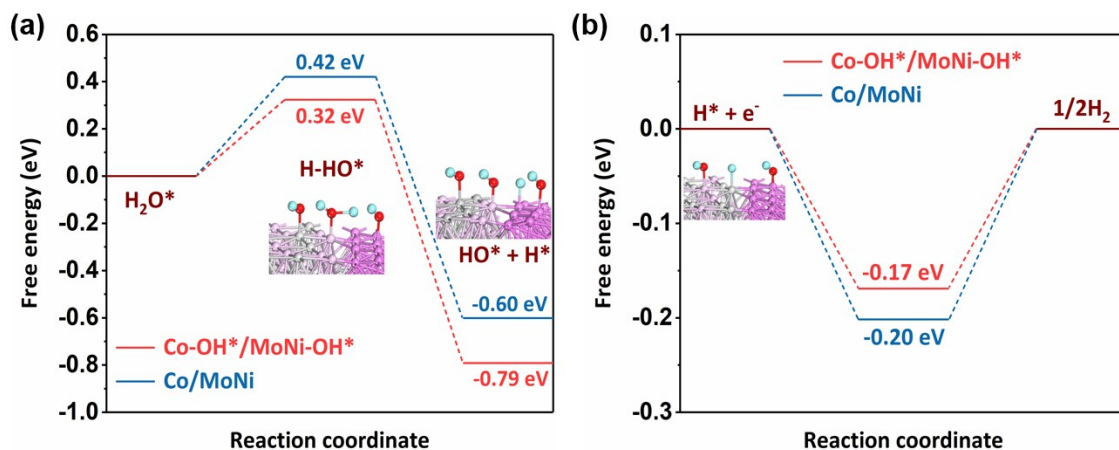 (a)
0.6
0.4
0.2
0.0
-0.2
-0.4
-0.6
-0.8
-1.0
Free energy (eV)
Reaction coordinate
0.42 eV
0.32 eV
H₂O*
H-HO*
HO* + H*
-0.60 eV
-0.79 eV
Co-OH*/MoNi-OH*
Co/MoNi
(b)
0.1
0.0
-0.1
-0.2
-0.3
Free energy (eV)
Reaction coordinate
Co-OH*/MoNi-OH*
Co/MoNi
H* + e⁻
1/2H₂
-0.17 eV
-0.20 eV